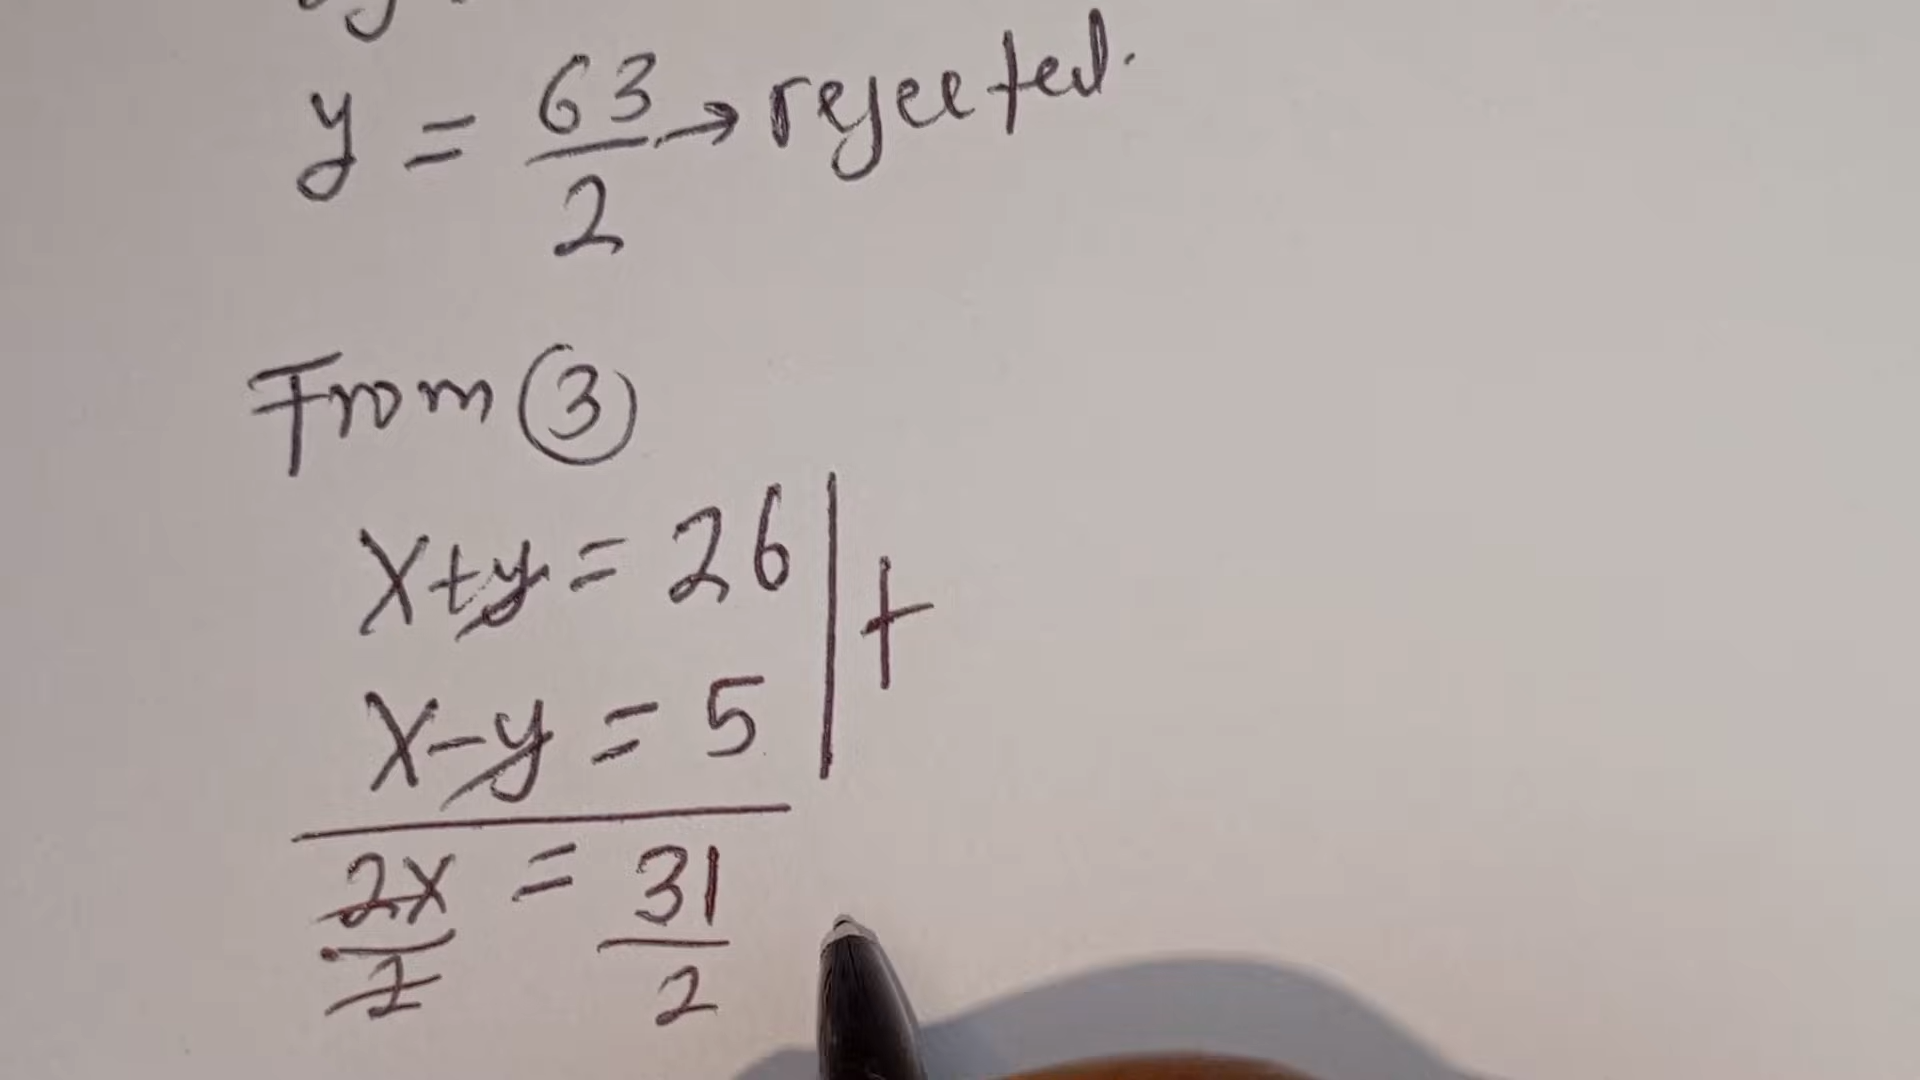 y = 63/2 → rejected.
From ③
x+y = 26 | +
x-y = 5
2x/2 = 31/2